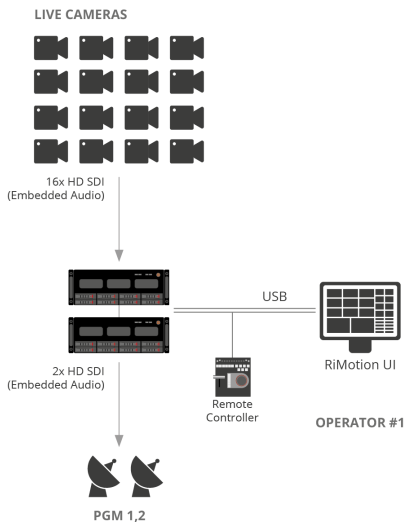 LIVE CAMERAS
16x HD SDI
(Embedded Audio)
USB
RiMotion UI
2x HD SDI
(Embedded Audio)
Remote
Controller
OPERATOR #1
PGM 1,2